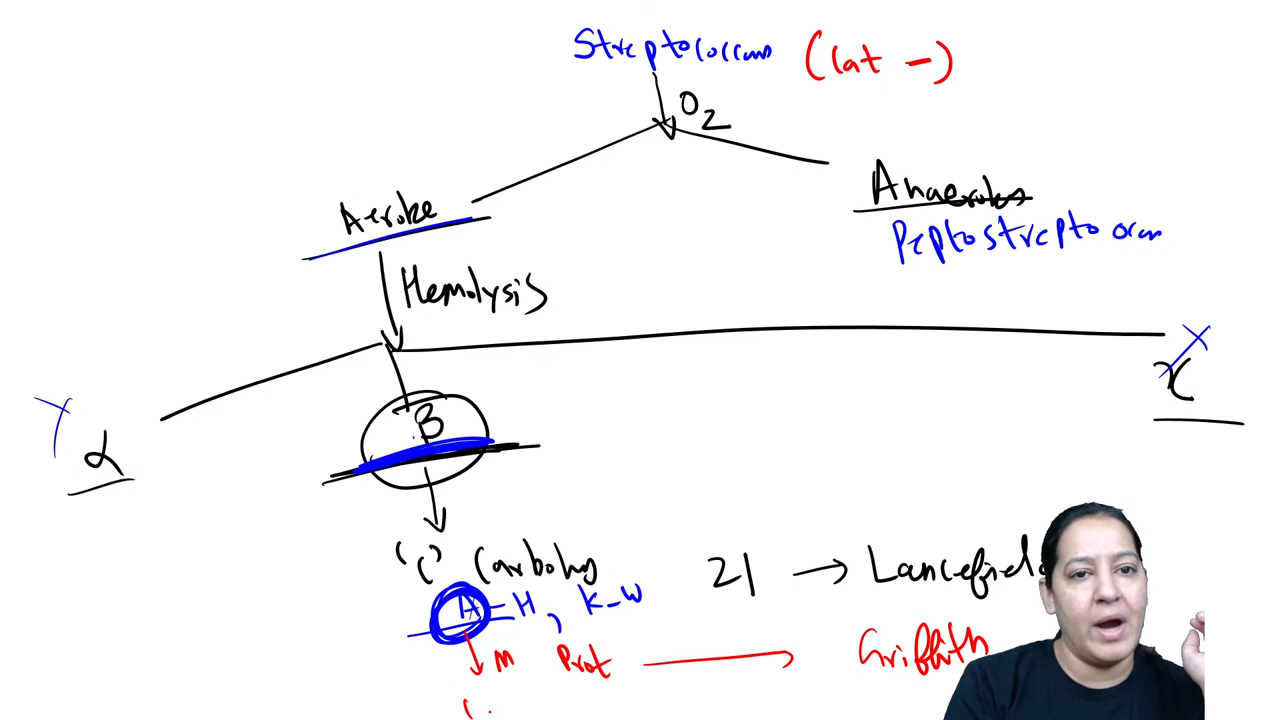 Streptococcus (Cat -)
O2
Aerobe
Anaerobes
Peptostreptococcus
Hemolysis
α
β
γ
'C' Carbohy
21 → Lancefield
A - H, K-W
M Prot → Griffith